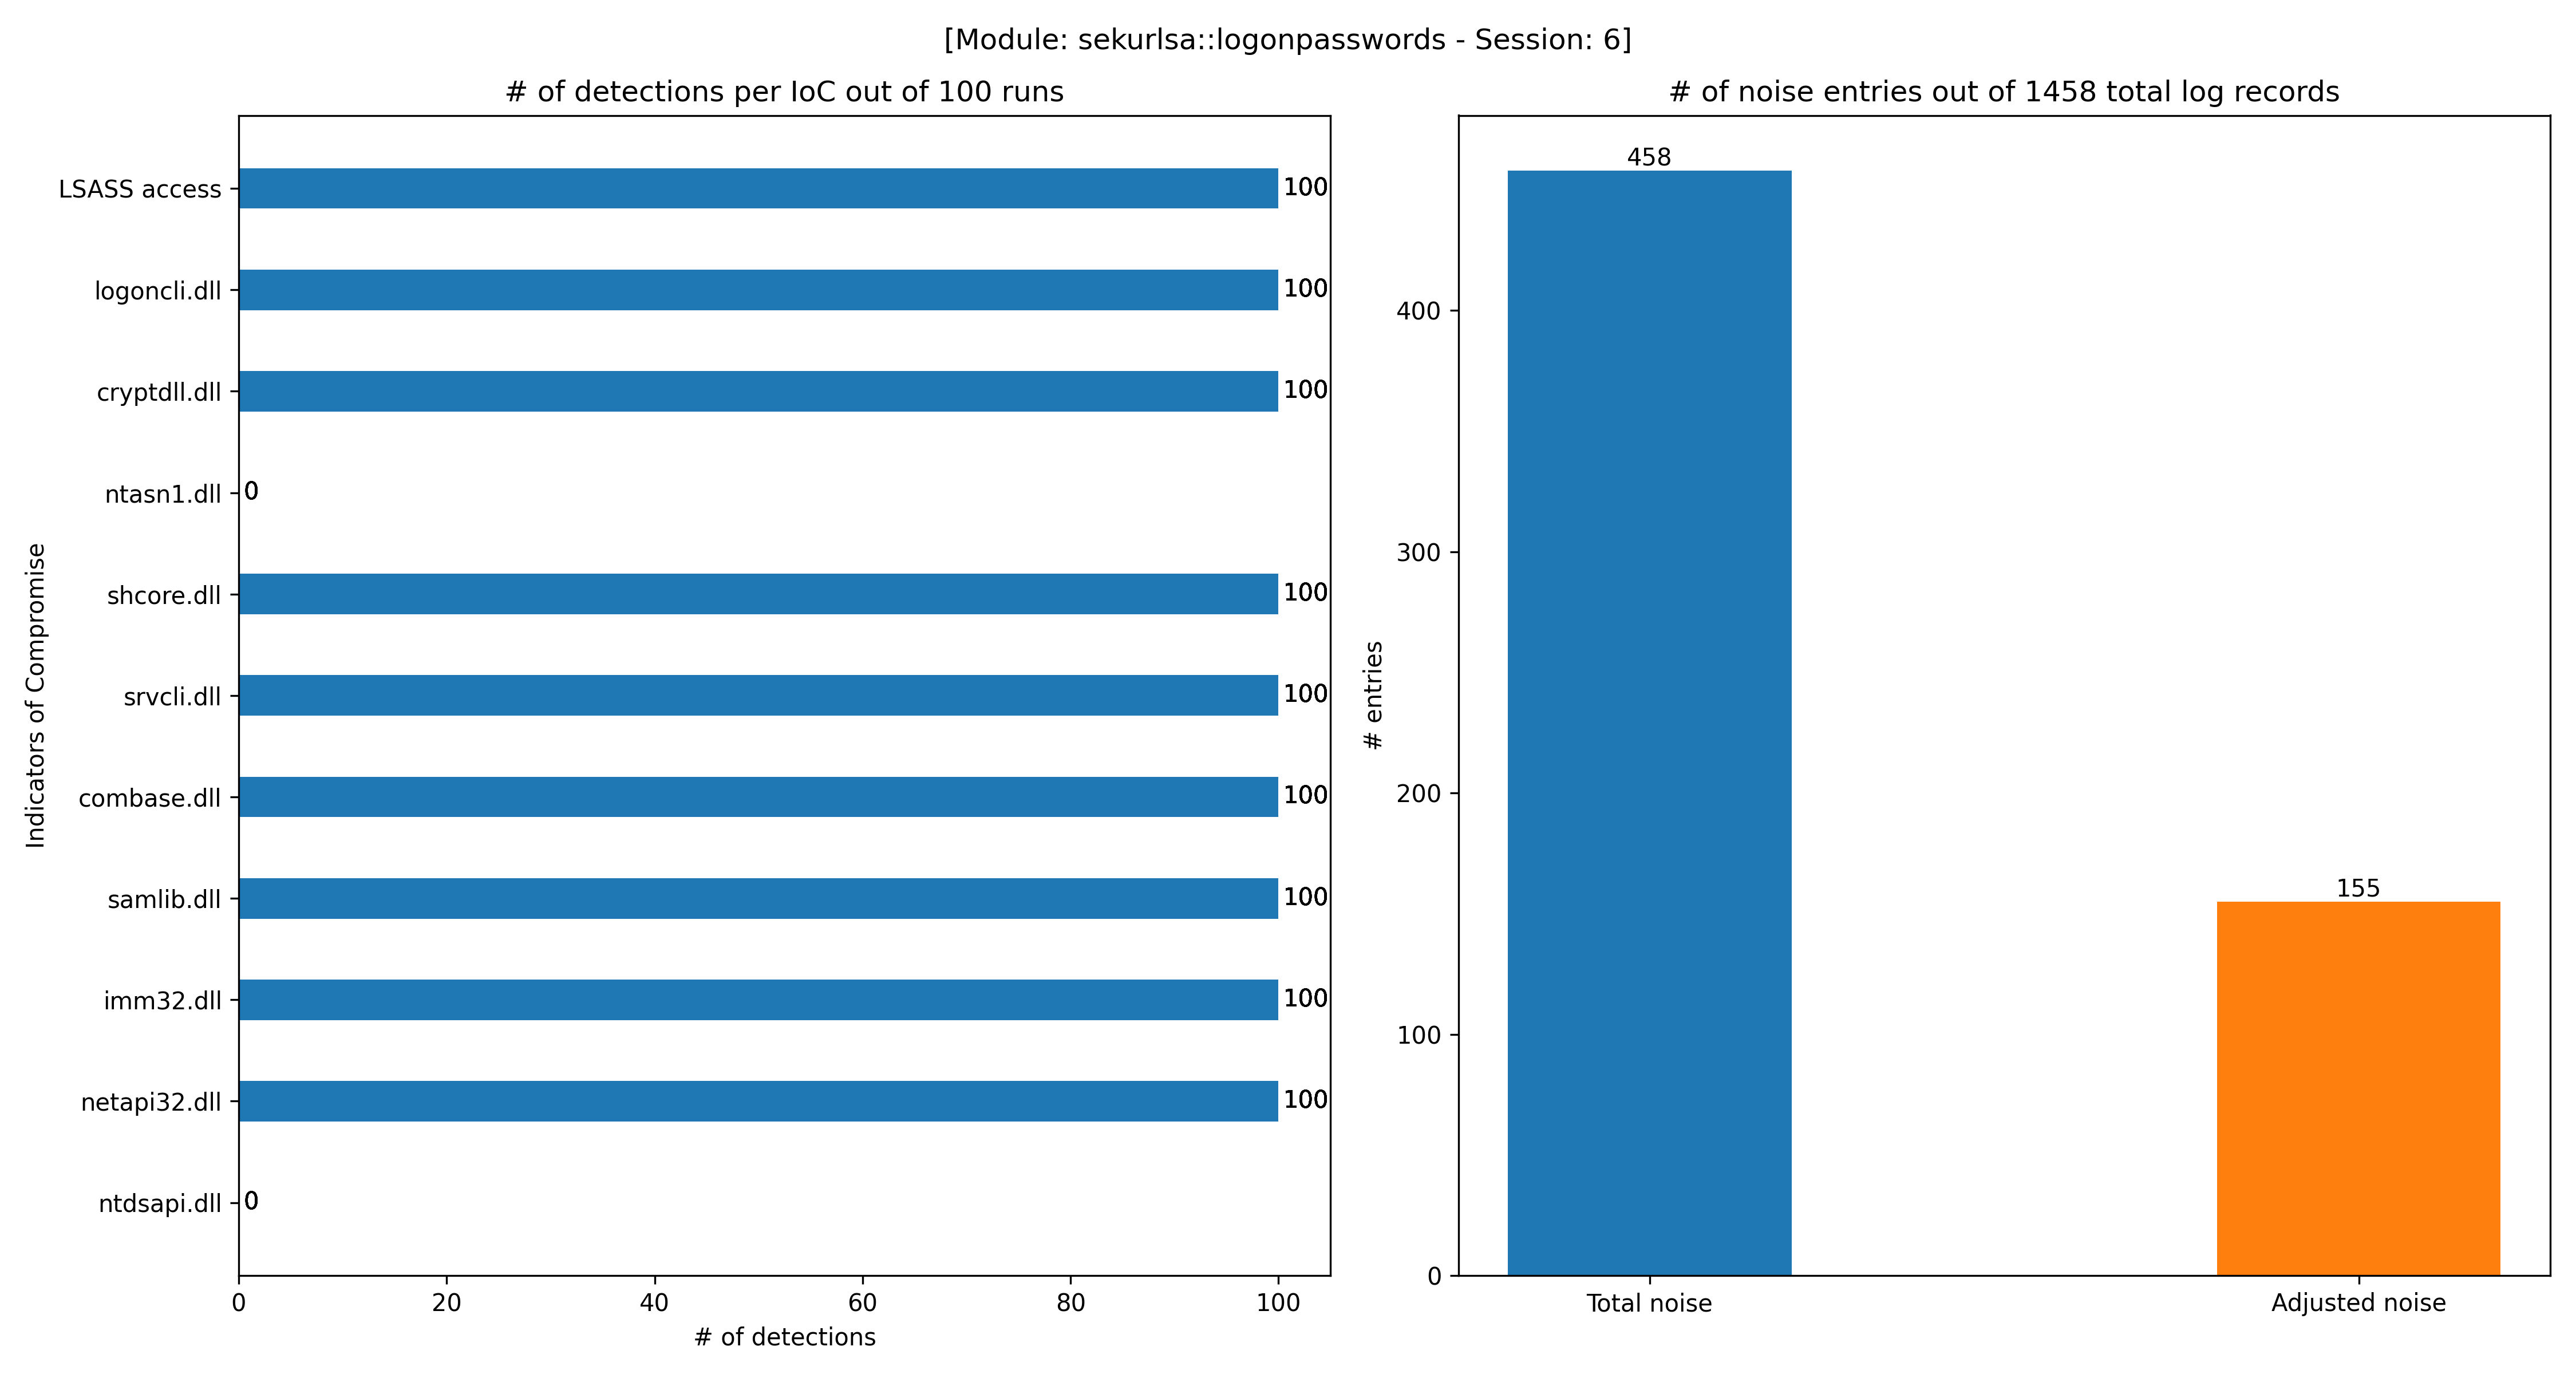 [Module: sekurlsa::logonpasswords - Session: 6]
# of detections per IoC out of 100 runs
Indicators of Compromise
LSASS access 100
logoncli.dll 100
cryptdll.dll 100
ntasn1.dll 0
shcore.dll 100
srvcli.dll 100
combase.dll 100
samlib.dll 100
imm32.dll 100
netapi32.dll 100
ntdsapi.dll 0
0 20 40 60 80 100
# of detections
# of noise entries out of 1458 total log records
# entries
400
300
200
100
0
458
155
Total noise Adjusted noise